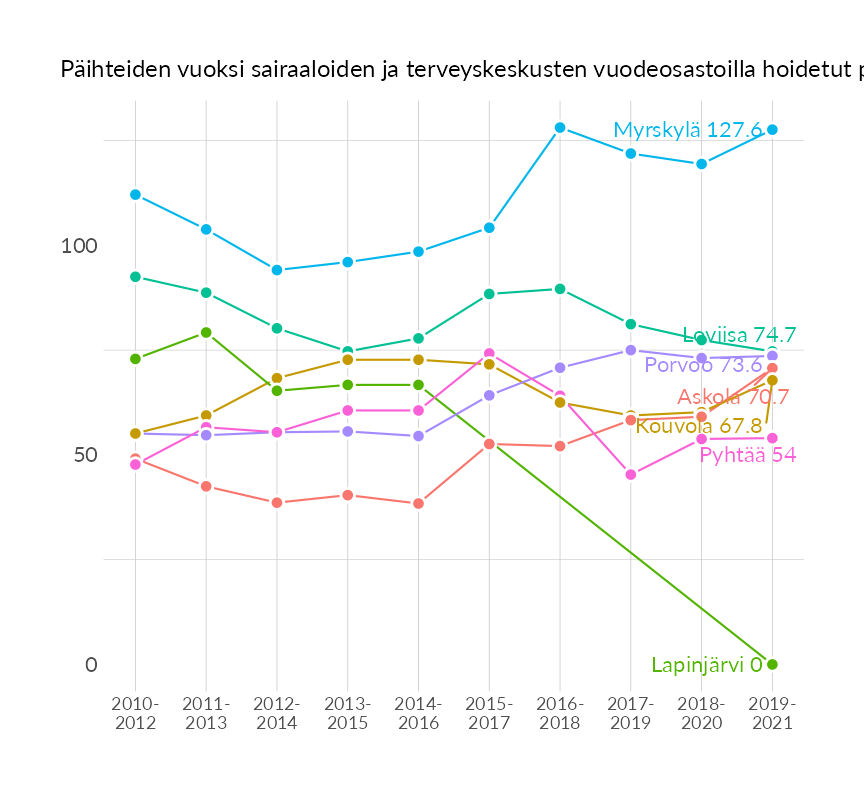 Päihteiden vuoksi sairaaloiden ja terveyskeskusten vuodeosastoilla hoidetut
Myrskylä 127.6
100
Loviisa 74.7
Porvoo 73.6
Askola 70.7
Kouvola 67.8
50
Pyhtää 54
0
Lapinjärvi 0
2010- 2011- 2012- 2013- 2014- 2015- 2016- 2017- 2018- 2019-
2012 2013 2014 2015 2016 2017 2018 2019 2020 2021